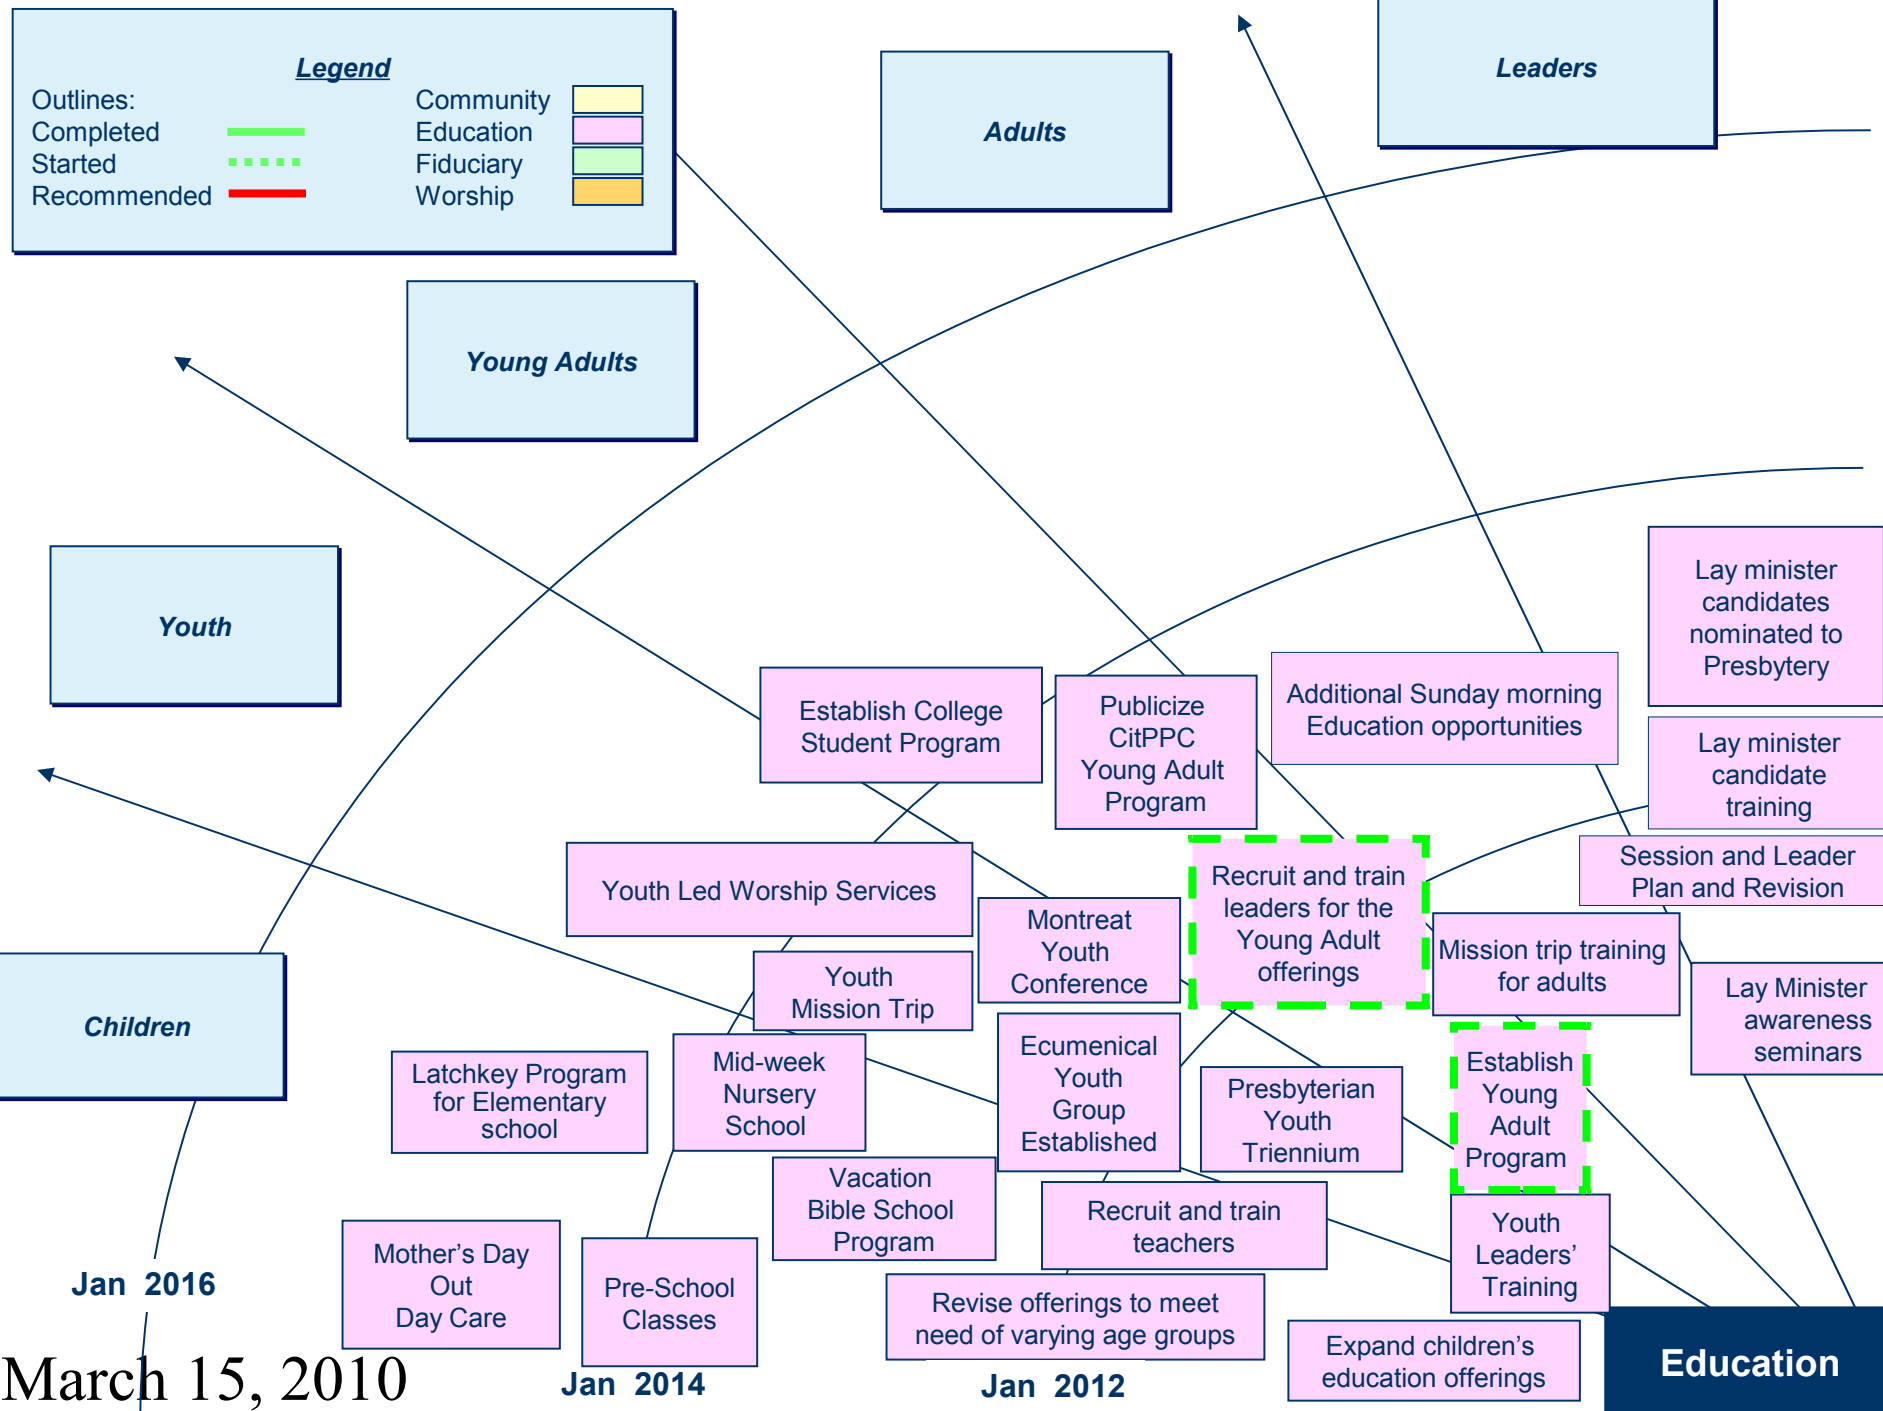 Legend
Outlines:
Completed
Started
Recommended
Community
Education
Fiduciary
Worship
Adults
Leaders
Young Adults
Youth
Children
Lay minister
candidates
nominated to
Presbytery
Establish College
Student Program
Publicize
CitPPC
Young Adult
Program
Additional Sunday morning
Education opportunities
Lay minister
candidate
training
Youth Led Worship Services
Montreat
Youth
Conference
Recruit and train
leaders for the
Young Adult
offerings
Session and Leader
Plan and Revision
Mission trip training
for adults
Youth
Mission Trip
Lay Minister
awareness
seminars
Latchkey Program
for Elementary
school
Mid-week
Nursery
School
Ecumenical
Youth
Group
Established
Presbyterian
Youth
Triennium
Establish
Young
Adult
Program
Vacation
Bible School
Program
Recruit and train
teachers
Youth
Leaders’
Training
Mother’s Day
Out
Day Care
Pre-School
Classes
Revise offerings to meet
need of varying age groups
Expand children’s
education offerings
Education
Jan 2016
Jan 2014
Jan 2012
March 15, 2010